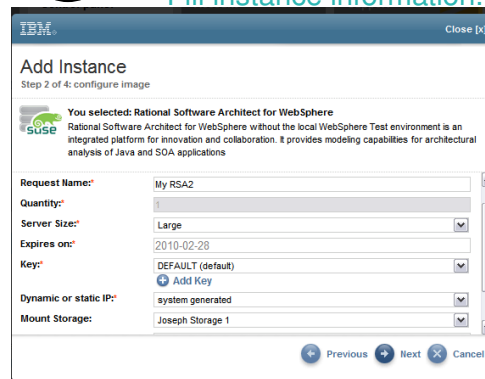 Fill instance information.
IBM.
Close [x]
Add Instance
Step 2 of 4: configure image
You selected: Rational Software Architect for WebSphere
Rational Software Architect for WebSphere without the local WebSphere Test environment is an
integrated platform for innovation and collaboration. It provides modeling capabilities for architectural
analysis of Java and SOA applications
SUSE
Request Name:* My RSA2
Quantity:* 1
Server Size:* Large
Expires on:* 2010-02-28
Key:* DEFAULT (default)
Add Key
Dynamic or static IP:* system generated
Mount Storage: Joseph Storage 1
Previous Next Cancel